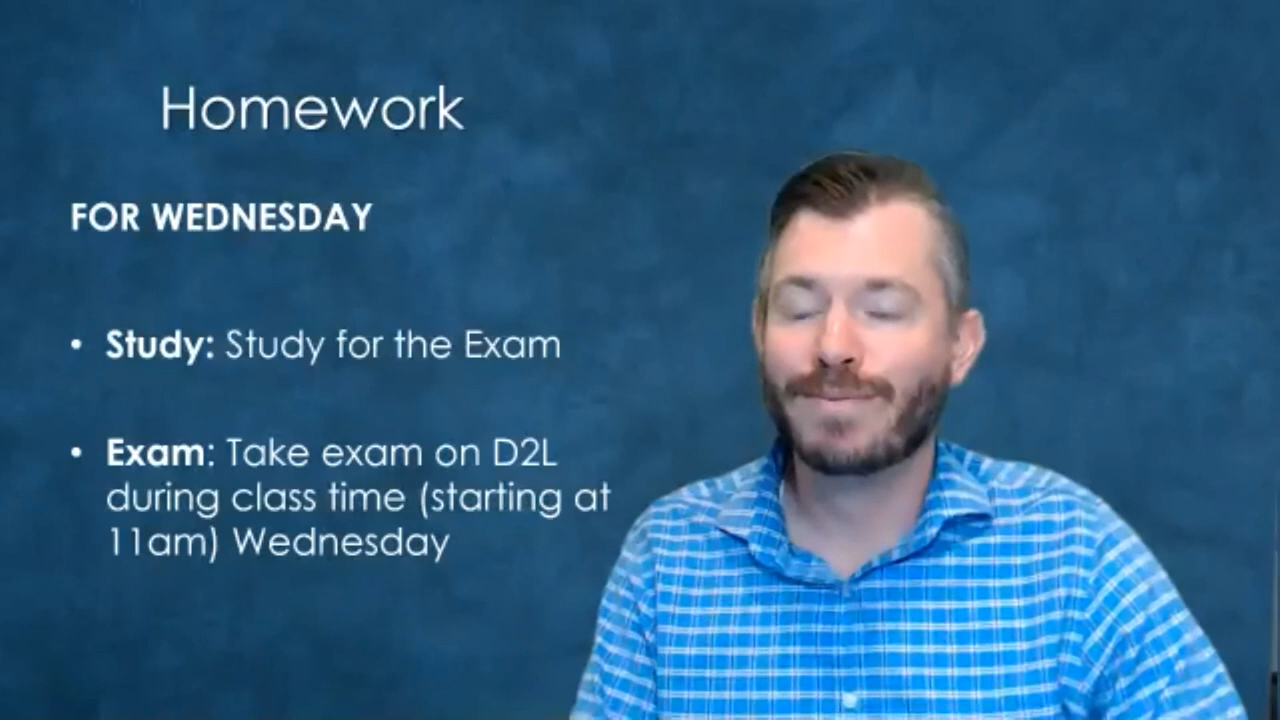 Homework
FOR WEDNESDAY
• Study: Study for the Exam
• Exam: Take exam on D2L
during class time (starting at
11am) Wednesday